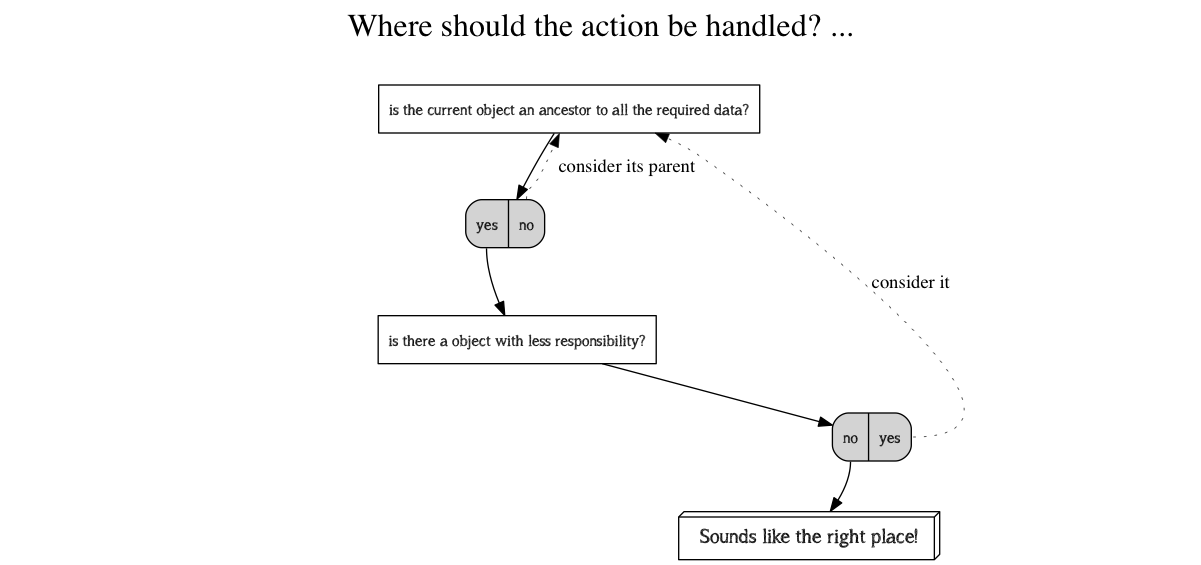 Where should the action be handled? ...
is the current object an ancestor to all the required data?
consider its parent
yes
no
consider it
is there a object with less responsibility?
no
yes
Sounds like the right place!